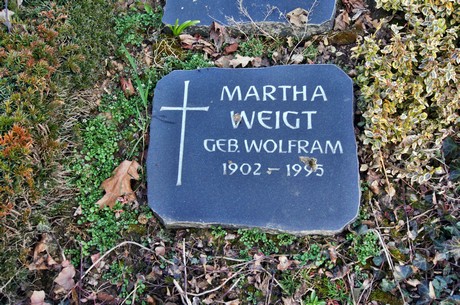 MARTHA
WEIGT
GEB. WOLFRAM
1902 - 1995